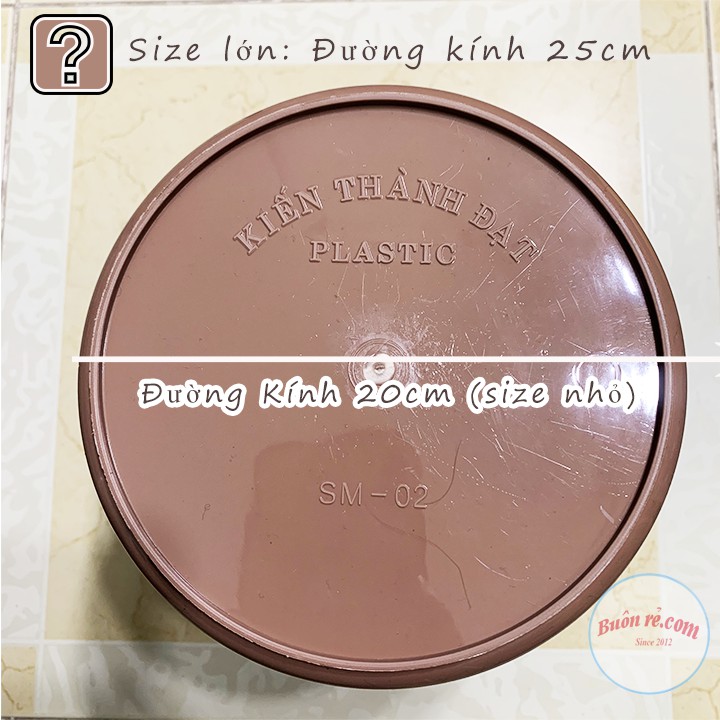 ? Size lớn: Đường kính 25cm
KIẾN THÀNH ĐẠT
PLASTIC
Đường Kính 20cm (size nhỏ)
SM-02
Buôn rẻ.com
Since 2012